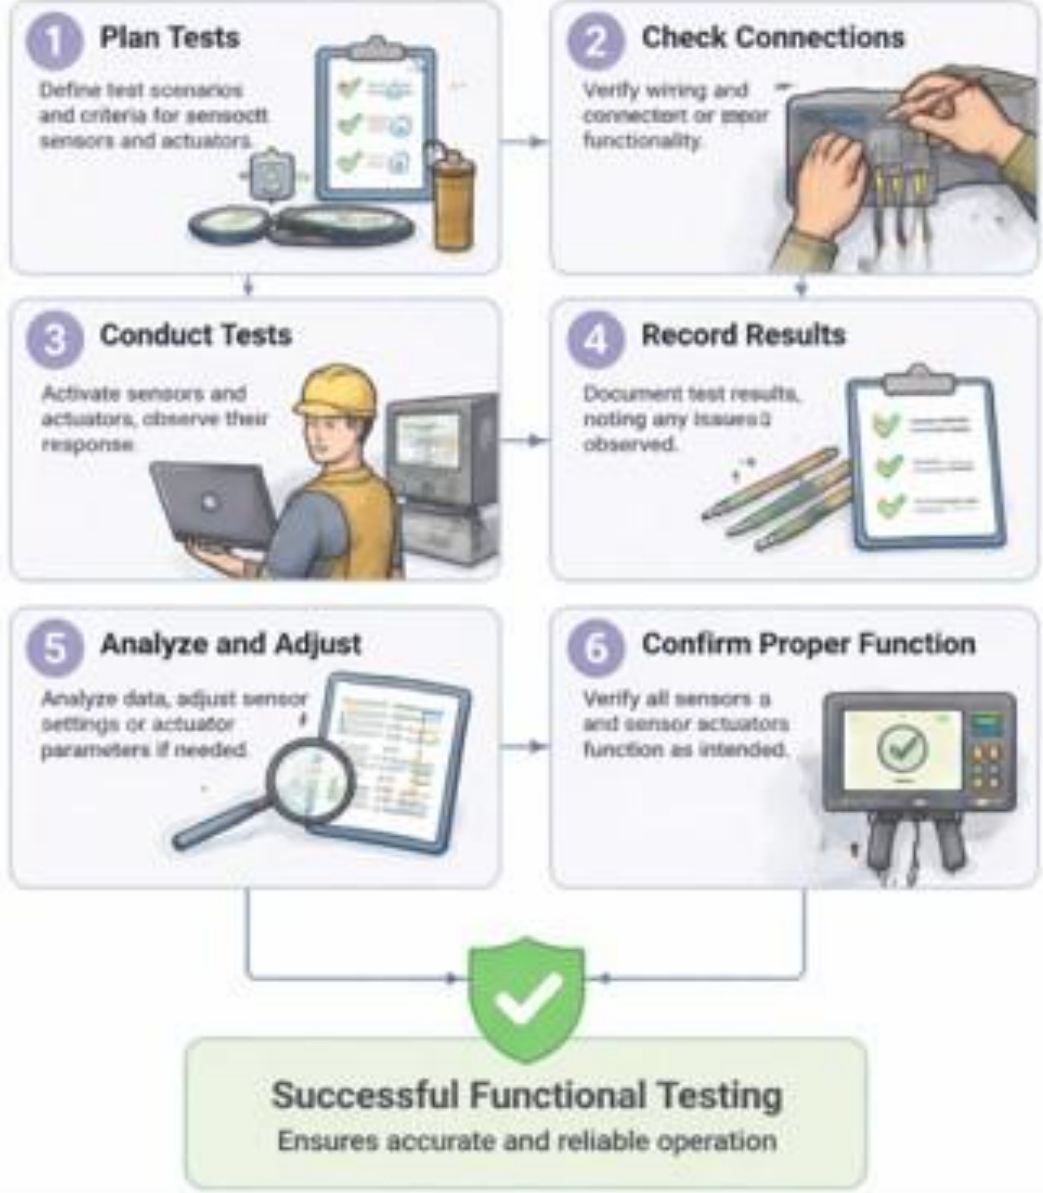 1 Plan Tests
Define test scenarios
and criteria for sensoctt
sensors and actuators.
2 Check Connections
Verify wiring and
connectort or epor
functionality.
3 Conduct Tests
Activate sensors and
actuators, observe their
response
4 Record Results
Document test results,
noting any issues
observed.
5 Analyze and Adjust
Analyze data, adjust sensor
settings or actuator
parameters if needed.
6 Confirm Proper Function
Verify all sensors a
and sensor actuators
function as intended.
Successful Functional Testing
Ensures accurate and reliable operation